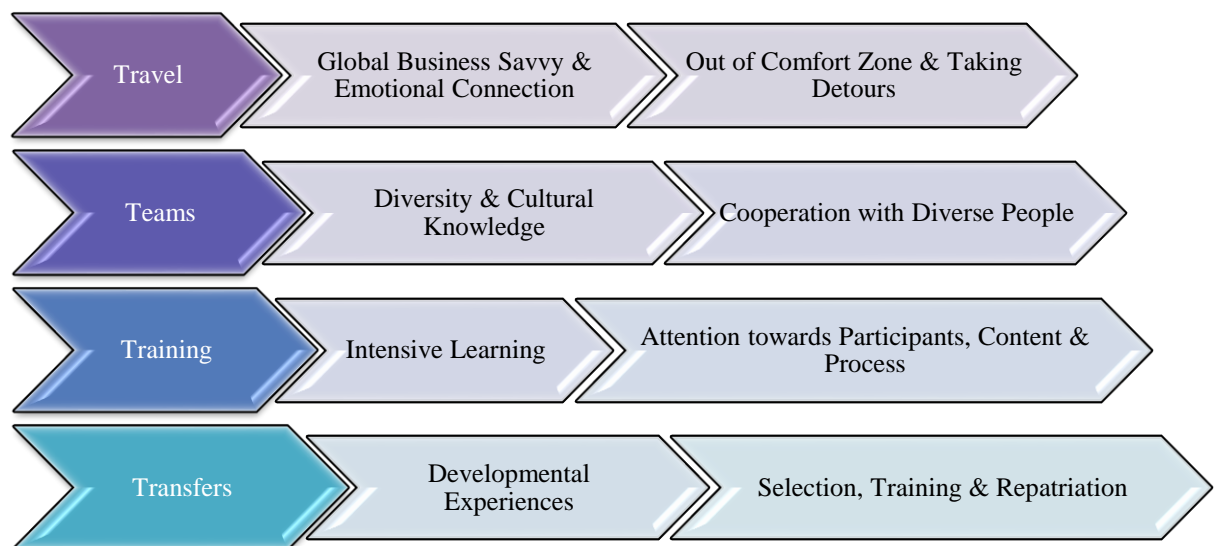 Travel
Global Business Savvy &
Emotional Connection
Out of Comfort Zone & Taking
Detours
Teams
Diversity & Cultural
Knowledge
Cooperation with Diverse People
Training
Intensive Learning
Attention towards Participants, Content &
Process
Transfers
Developmental
Experiences
Selection, Training & Repatriation